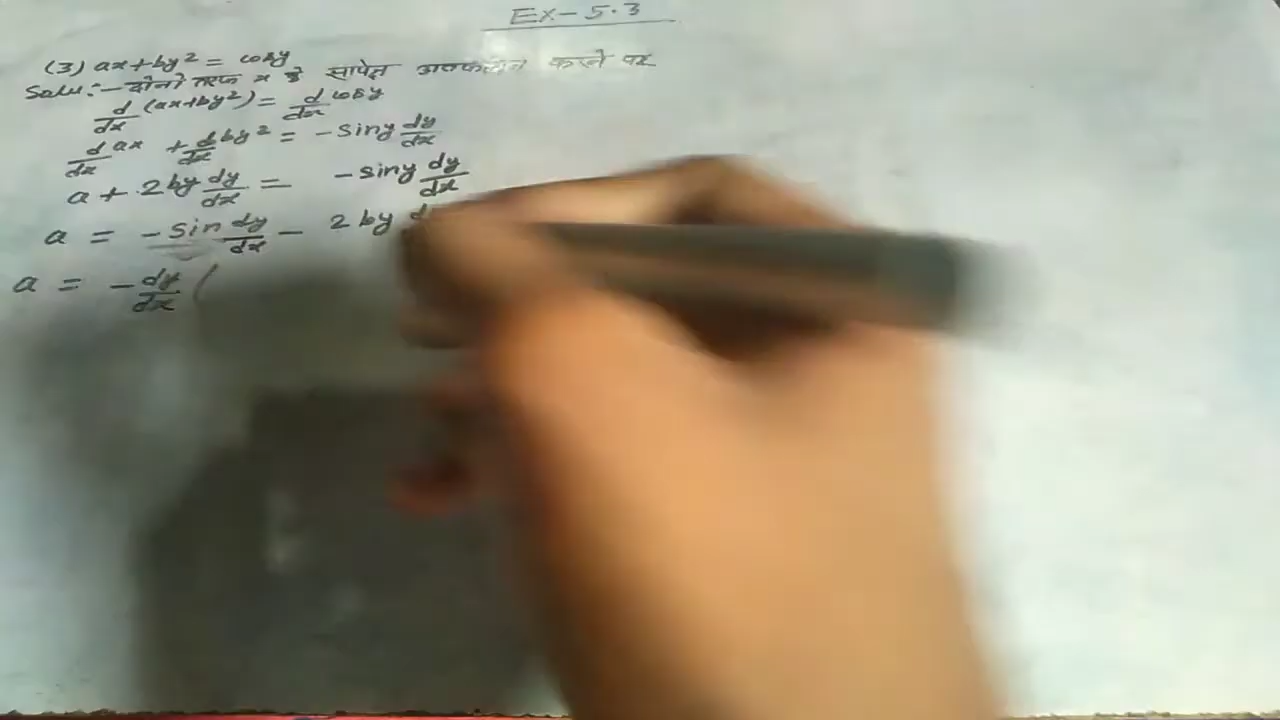 Ex-5.3
(3) ax+by² = cosy
Solu:- दोनो तरफ x के सापेक्ष अवकलन करने पर
d/dx (ax+by²) = d/dx cosy
d/dx ax + d/dx by² = -siny dy/dx
a + 2by dy/dx = -siny dy/dx
a = -sin dy/dx - 2by
a = -dy/dx (